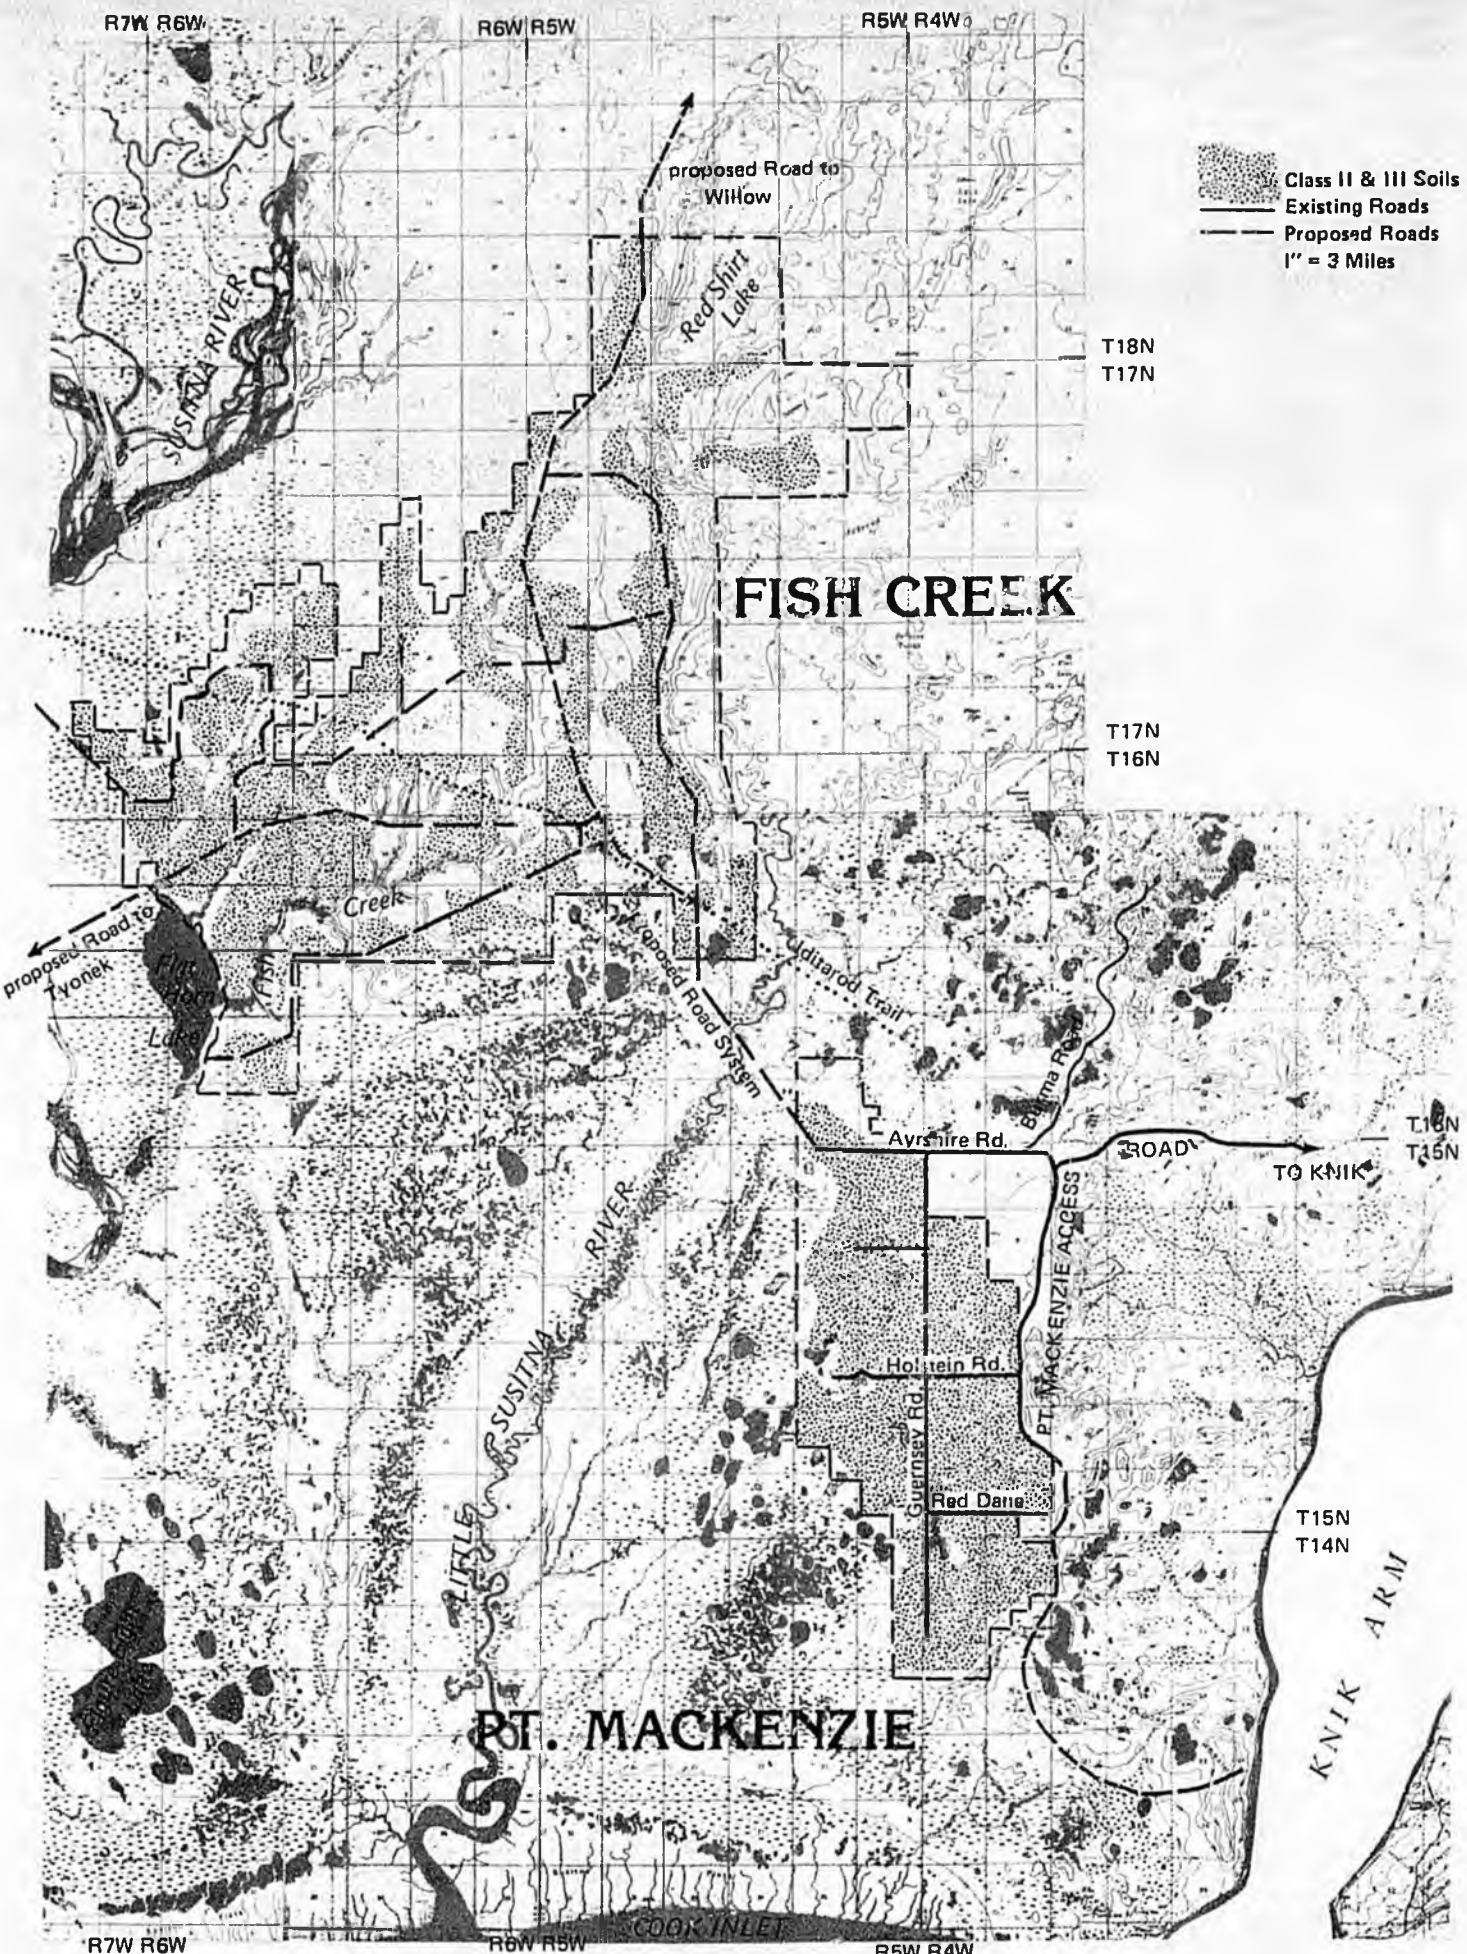 R7W R6W
R6W R5W
R5W R4W
proposed Road to
Willow
Class II & III Soils
Existing Roads
Proposed Roads
1" = 3 Miles
Red Shirt
Lake
SUSITNA RIVER
T18N
T17N
FISH CREEK
T17N
T16N
Creek
Fish
proposed Road to
Tyonek
Flat
Horn
Lake
Proposed Road System
Iditarod Trail
Burma Road
Ayrshire Rd.
ROAD
TO KNIK
T15N
PT. MACKENZIE ACCESS
LITTLE SUSITNA RIVER
Holstein Rd.
Guernsey Rd.
Red Dane
T15N
T14N
KNIK ARM
PT. MACKENZIE
COOK INLET
R7W R6W
R6W R5W
R5W R4W